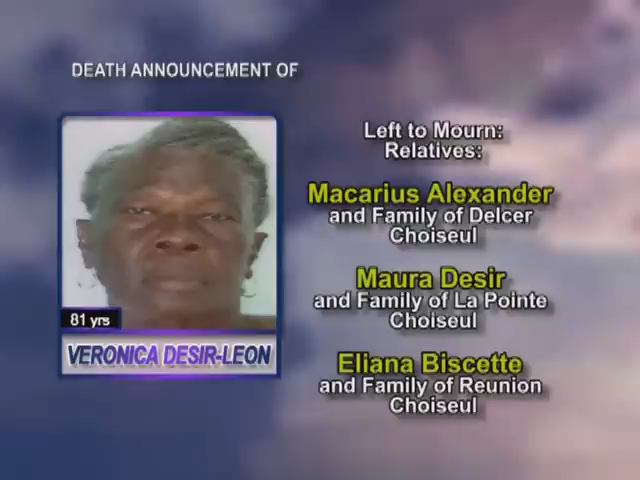 DEATH ANNOUNCEMENT OF
81 yrs
VERONICA DESIR-LEON
Left to Mourn:
Relatives:
Macarius Alexander
and Family of Delcer
Choiseul
Maura Desir
and Family of La Pointe
Choiseul
Eliana Biscette
and Family of Reunion
Choiseul